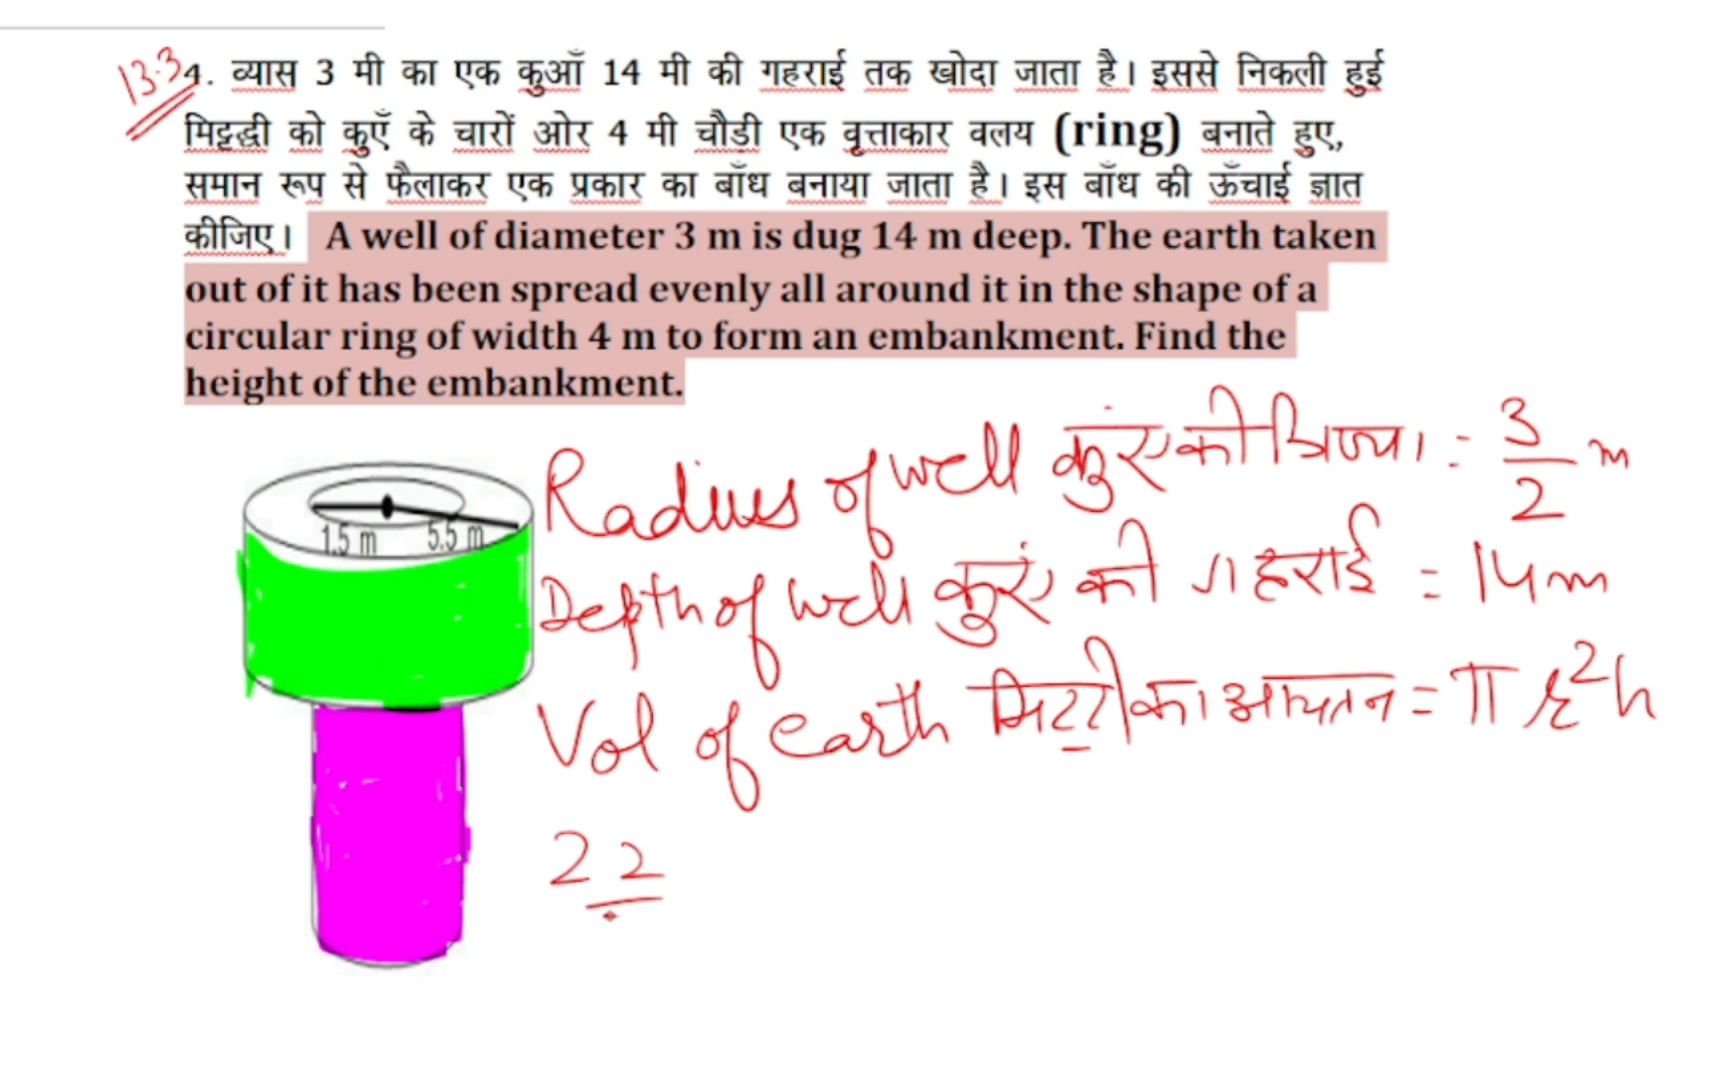 13.3
4. व्यास 3 मी का एक कुआँ 14 मी की गहराई तक खोदा जाता है। इससे निकली हुई
मिट्टी को कुएँ के चारों ओर 4 मी चौड़ी एक वृत्ताकार वलय (ring) बनाते हुए,
समान रूप से फैलाकर एक प्रकार का बाँध बनाया जाता है। इस बाँध की ऊँचाई ज्ञात
कीजिए। A well of diameter 3 m is dug 14 m deep. The earth taken
out of it has been spread evenly all around it in the shape of a
circular ring of width 4 m to form an embankment. Find the
height of the embankment.
1.5 m 5.5 m
Radius of well कुएं की त्रिज्या = 3/2 m
Depth of well कुएं की गहराई = 14m
Vol of earth मिट्टी का आयतन = π r²h
22